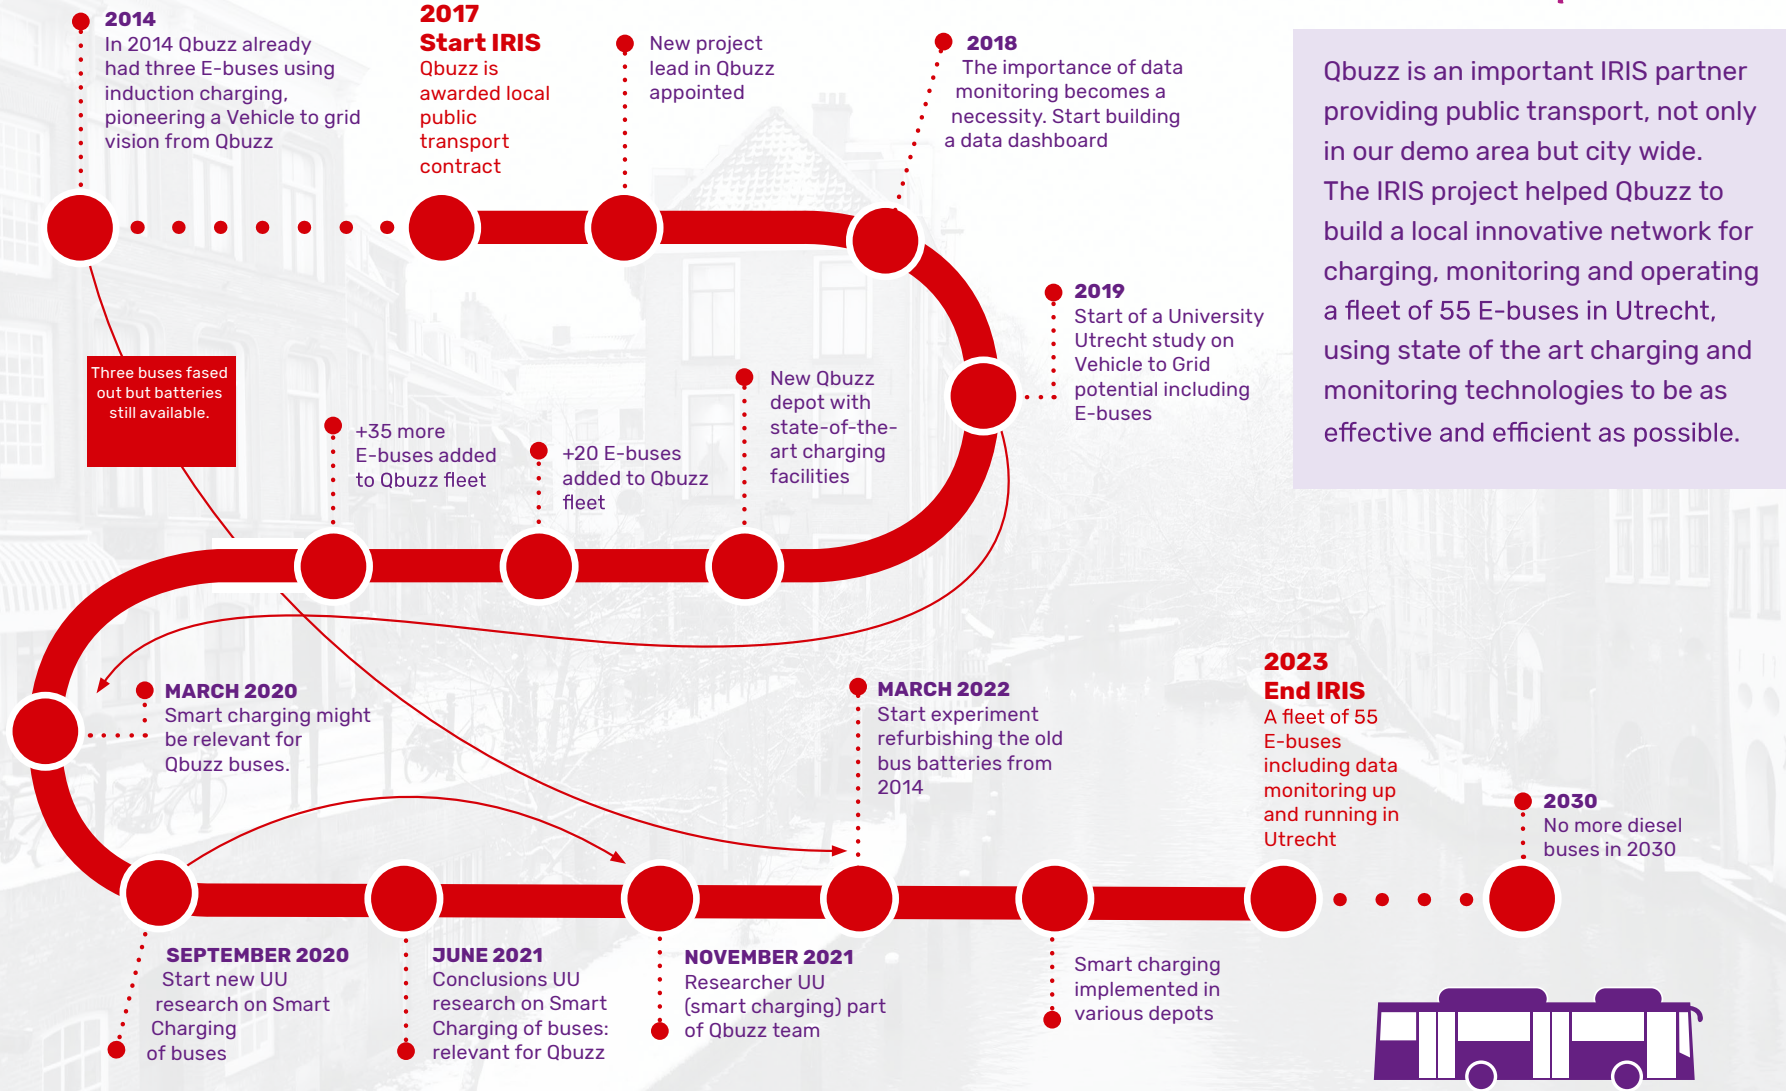 2014
In 2014 Qbuzz already
had three E-buses using
induction charging,
pioneering a Vehicle to grid
vision from Qbuzz
2017
Start IRIS
Qbuzz is
awarded local
public
transport
contract
New project
lead in Qbuzz
appointed
2018
The importance of data
monitoring becomes a
necessity. Start building
a data dashboard
Qbuzz is an important IRIS partner
providing public transport, not only
in our demo area but city wide.
The IRIS project helped Qbuzz to
build a local innovative network for
charging, monitoring and operating
a fleet of 55 E-buses in Utrecht,
using state of the art charging and
monitoring technologies to be as
effective and efficient as possible.
2019
Start of a University
Utrecht study on
Vehicle to Grid
potential including
E-buses
New Qbuzz
depot with
state-of-the-
art charging
facilities
+20 E-buses
added to Qbuzz
fleet
+35 more
E-buses added
to Qbuzz fleet
Three buses fased
out but batteries
still available.
MARCH 2020
Smart charging might
be relevant for
Qbuzz buses.
SEPTEMBER 2020
Start new UU
research on Smart
Charging
of buses
JUNE 2021
Conclusions UU
research on Smart
Charging of buses:
relevant for Qbuzz
NOVEMBER 2021
Researcher UU
(smart charging) part
of Qbuzz team
MARCH 2022
Start experiment
refurbishing the old
bus batteries from
2014
Smart charging
implemented in
various depots
2023
End IRIS
A fleet of 55
E-buses
including data
monitoring up
and running in
Utrecht
2030
No more diesel
buses in 2030